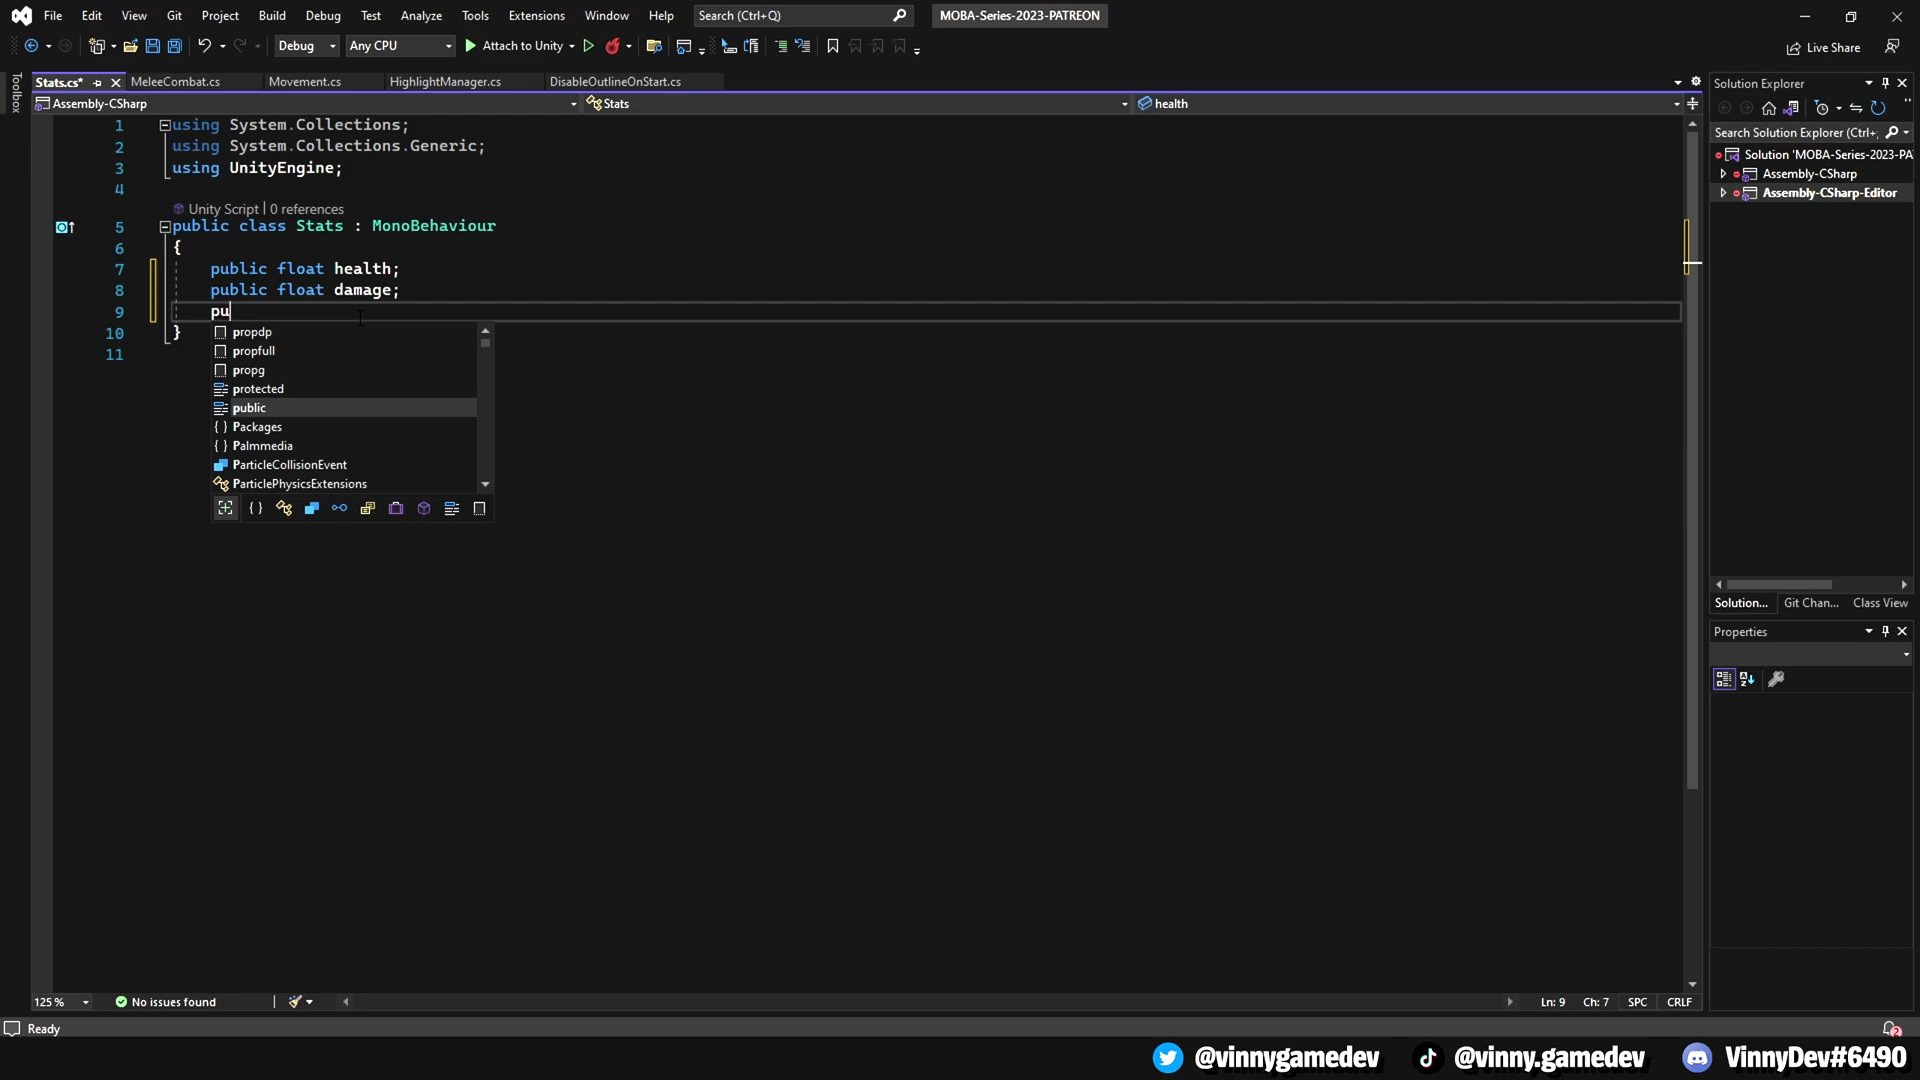 File Edit View Git Project Build Debug Test Analyze Tools Extensions Window Help Search (Ctrl+Q) MOBA-Series-2023-PATREON
Debug Any CPU Attach to Unity Live Share
Toolbox
Stats.cs* MeleeCombat.cs Movement.cs HighlightManager.cs DisableOutlineOnStart.cs
Assembly-CSharp Stats health
1 using System.Collections;
2 using System.Collections.Generic;
3 using UnityEngine;
4
Unity Script | 0 references
5 public class Stats : MonoBehaviour
6 {
7 public float health;
8 public float damage;
9 pu
10 }
11
propdp
propfull
propg
protected
public
Packages
Palmmedia
ParticleCollisionEvent
ParticlePhysicsExtensions
Solution Explorer
Search Solution Explorer (Ctrl+;
Solution 'MOBA-Series-2023-PA
Assembly-CSharp
Assembly-CSharp-Editor
Solution... Git Chan... Class View
Properties
125 % No issues found Ln: 9 Ch: 7 SPC CRLF
Ready 2
@vinnygamedev @vinny.gamedev VinnyDev#6490